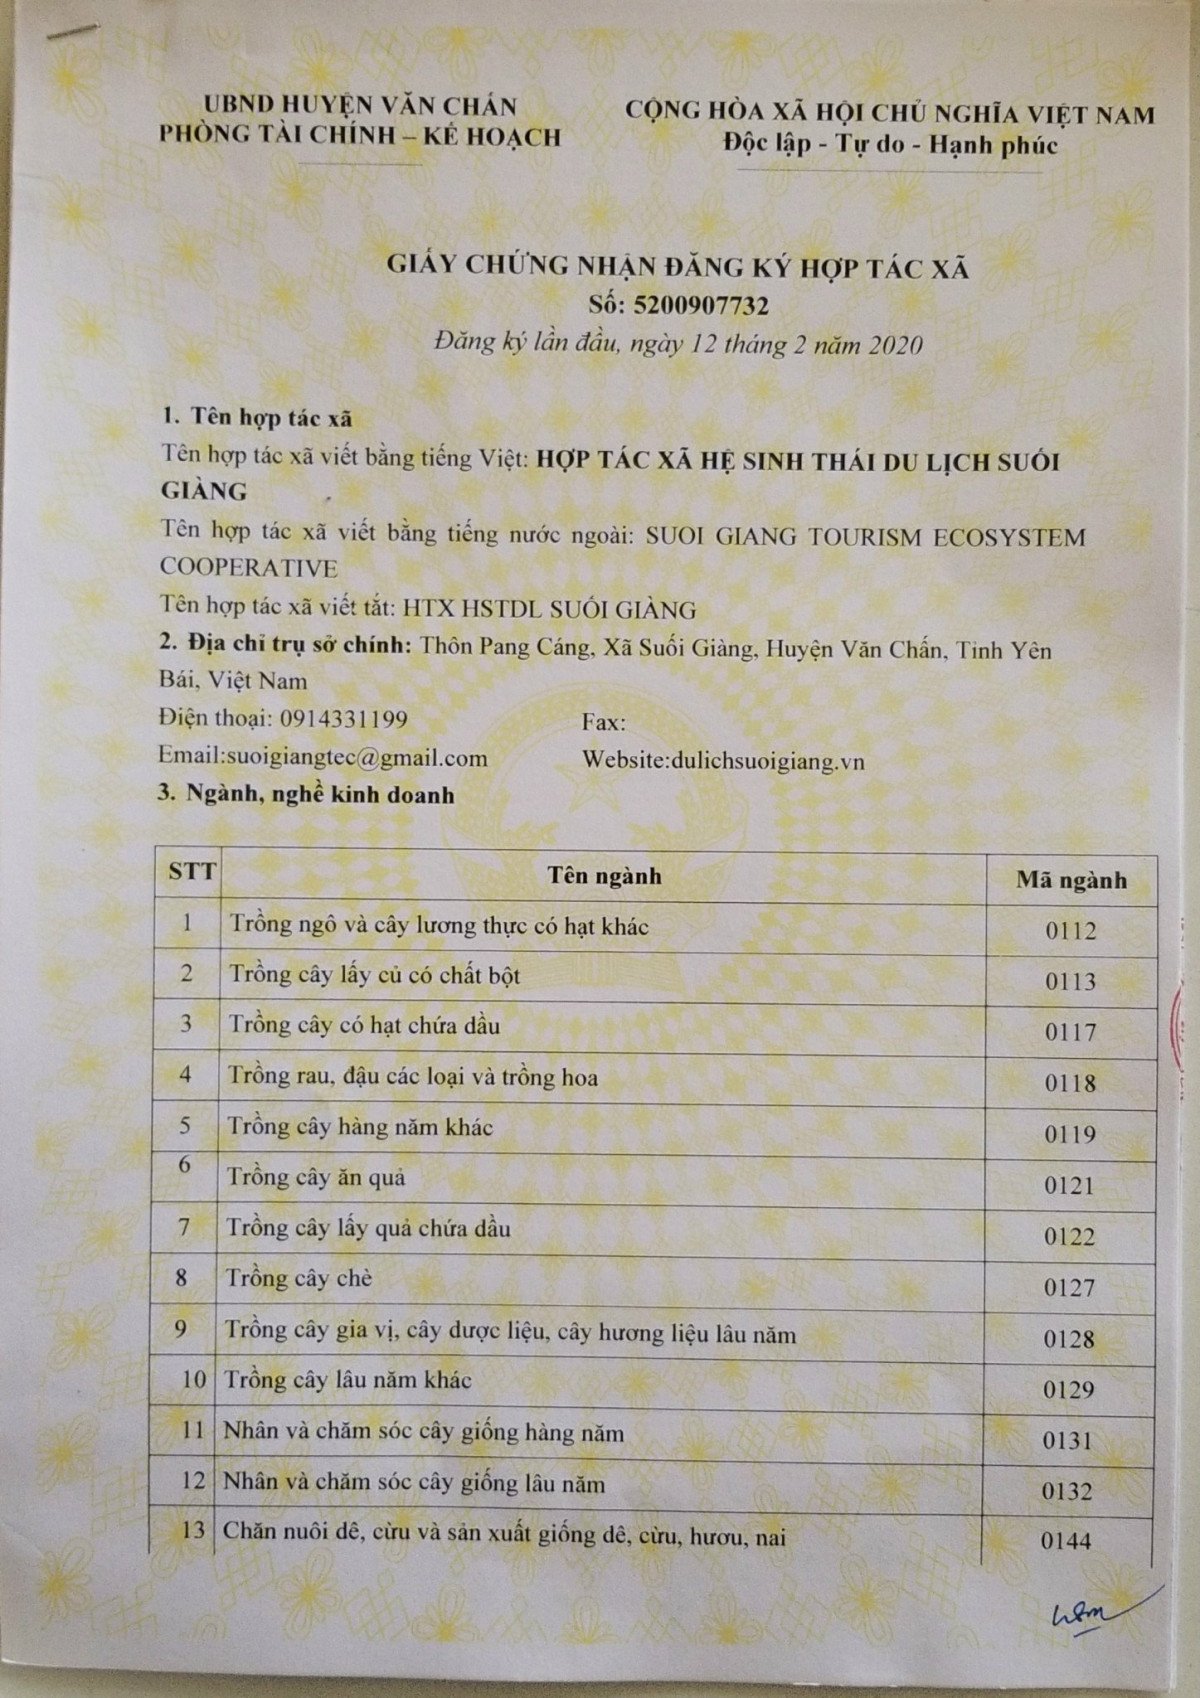 UBND HUYỆN VĂN CHẤN
PHÒNG TÀI CHÍNH – KẾ HOẠCH
CỘNG HÒA XÃ HỘI CHỦ NGHĨA VIỆT NAM
Độc lập - Tự do - Hạnh phúc
GIẤY CHỨNG NHẬN ĐĂNG KÝ HỢP TÁC XÃ
Số: 5200907732
Đăng ký lần đầu, ngày 12 tháng 2 năm 2020
1. Tên hợp tác xã
Tên hợp tác xã viết bằng tiếng Việt: HỢP TÁC XÃ HỆ SINH THÁI DU LỊCH SUỐI
GIÀNG
Tên hợp tác xã viết bằng tiếng nước ngoài: SUOI GIANG TOURISM ECOSYSTEM
COOPERATIVE
Tên hợp tác xã viết tắt: HTX HSTDL SUỐI GIÀNG
2. Địa chỉ trụ sở chính: Thôn Pang Cáng, Xã Suối Giàng, Huyện Văn Chấn, Tỉnh Yên
Bái, Việt Nam
Điện thoại: 0914331199 Fax:
Email:suoigiangtec@gmail.com Website:dulichsuoigiang.vn
3. Ngành, nghề kinh doanh
STT Tên ngành Mã ngành
1 Trồng ngô và cây lương thực có hạt khác 0112
2 Trồng cây lấy củ có chất bột 0113
3 Trồng cây có hạt chứa dầu 0117
4 Trồng rau, đậu các loại và trồng hoa 0118
5 Trồng cây hàng năm khác 0119
6 Trồng cây ăn quả 0121
7 Trồng cây lấy quả chứa dầu 0122
8 Trồng cây chè 0127
9 Trồng cây gia vị, cây dược liệu, cây hương liệu lâu năm 0128
10 Trồng cây lâu năm khác 0129
11 Nhân và chăm sóc cây giống hàng năm 0131
12 Nhân và chăm sóc cây giống lâu năm 0132
13 Chăn nuôi dê, cừu và sản xuất giống dê, cừu, hươu, nai 0144